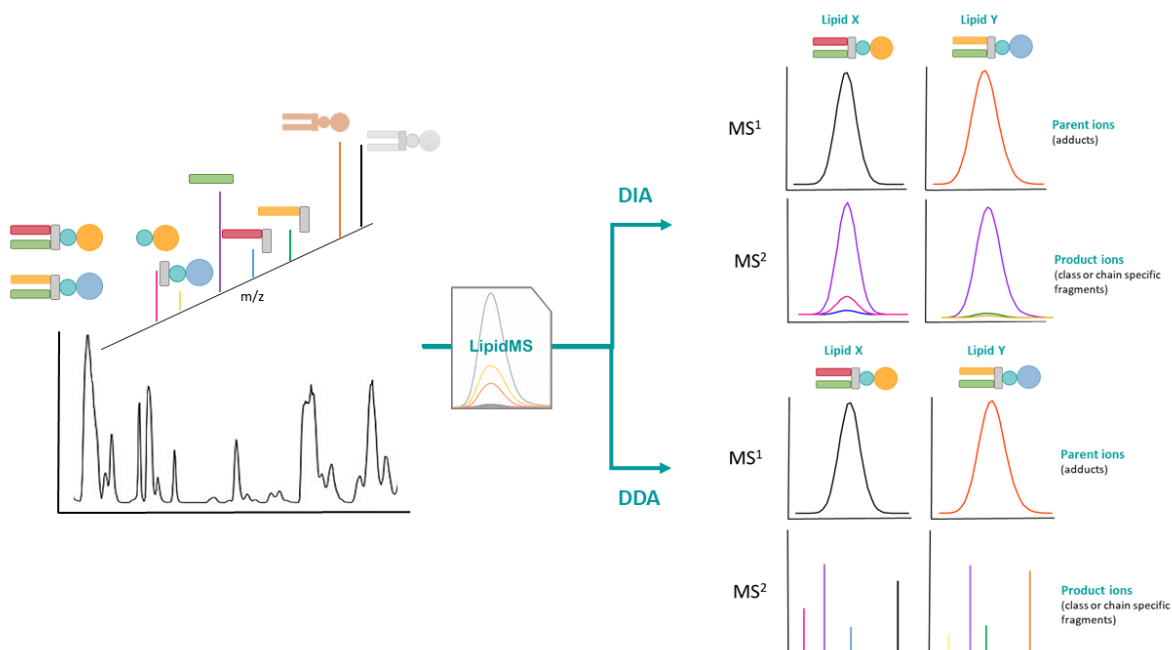 m/z
LipidMS
DIA
DDA
Lipid X
Lipid Y
MS¹
Parent ions
(adducts)
MS²
Product ions
(class or chain specific
fragments)
Lipid X
Lipid Y
MS¹
Parent ions
(adducts)
MS²
Product ions
(class or chain specific
fragments)